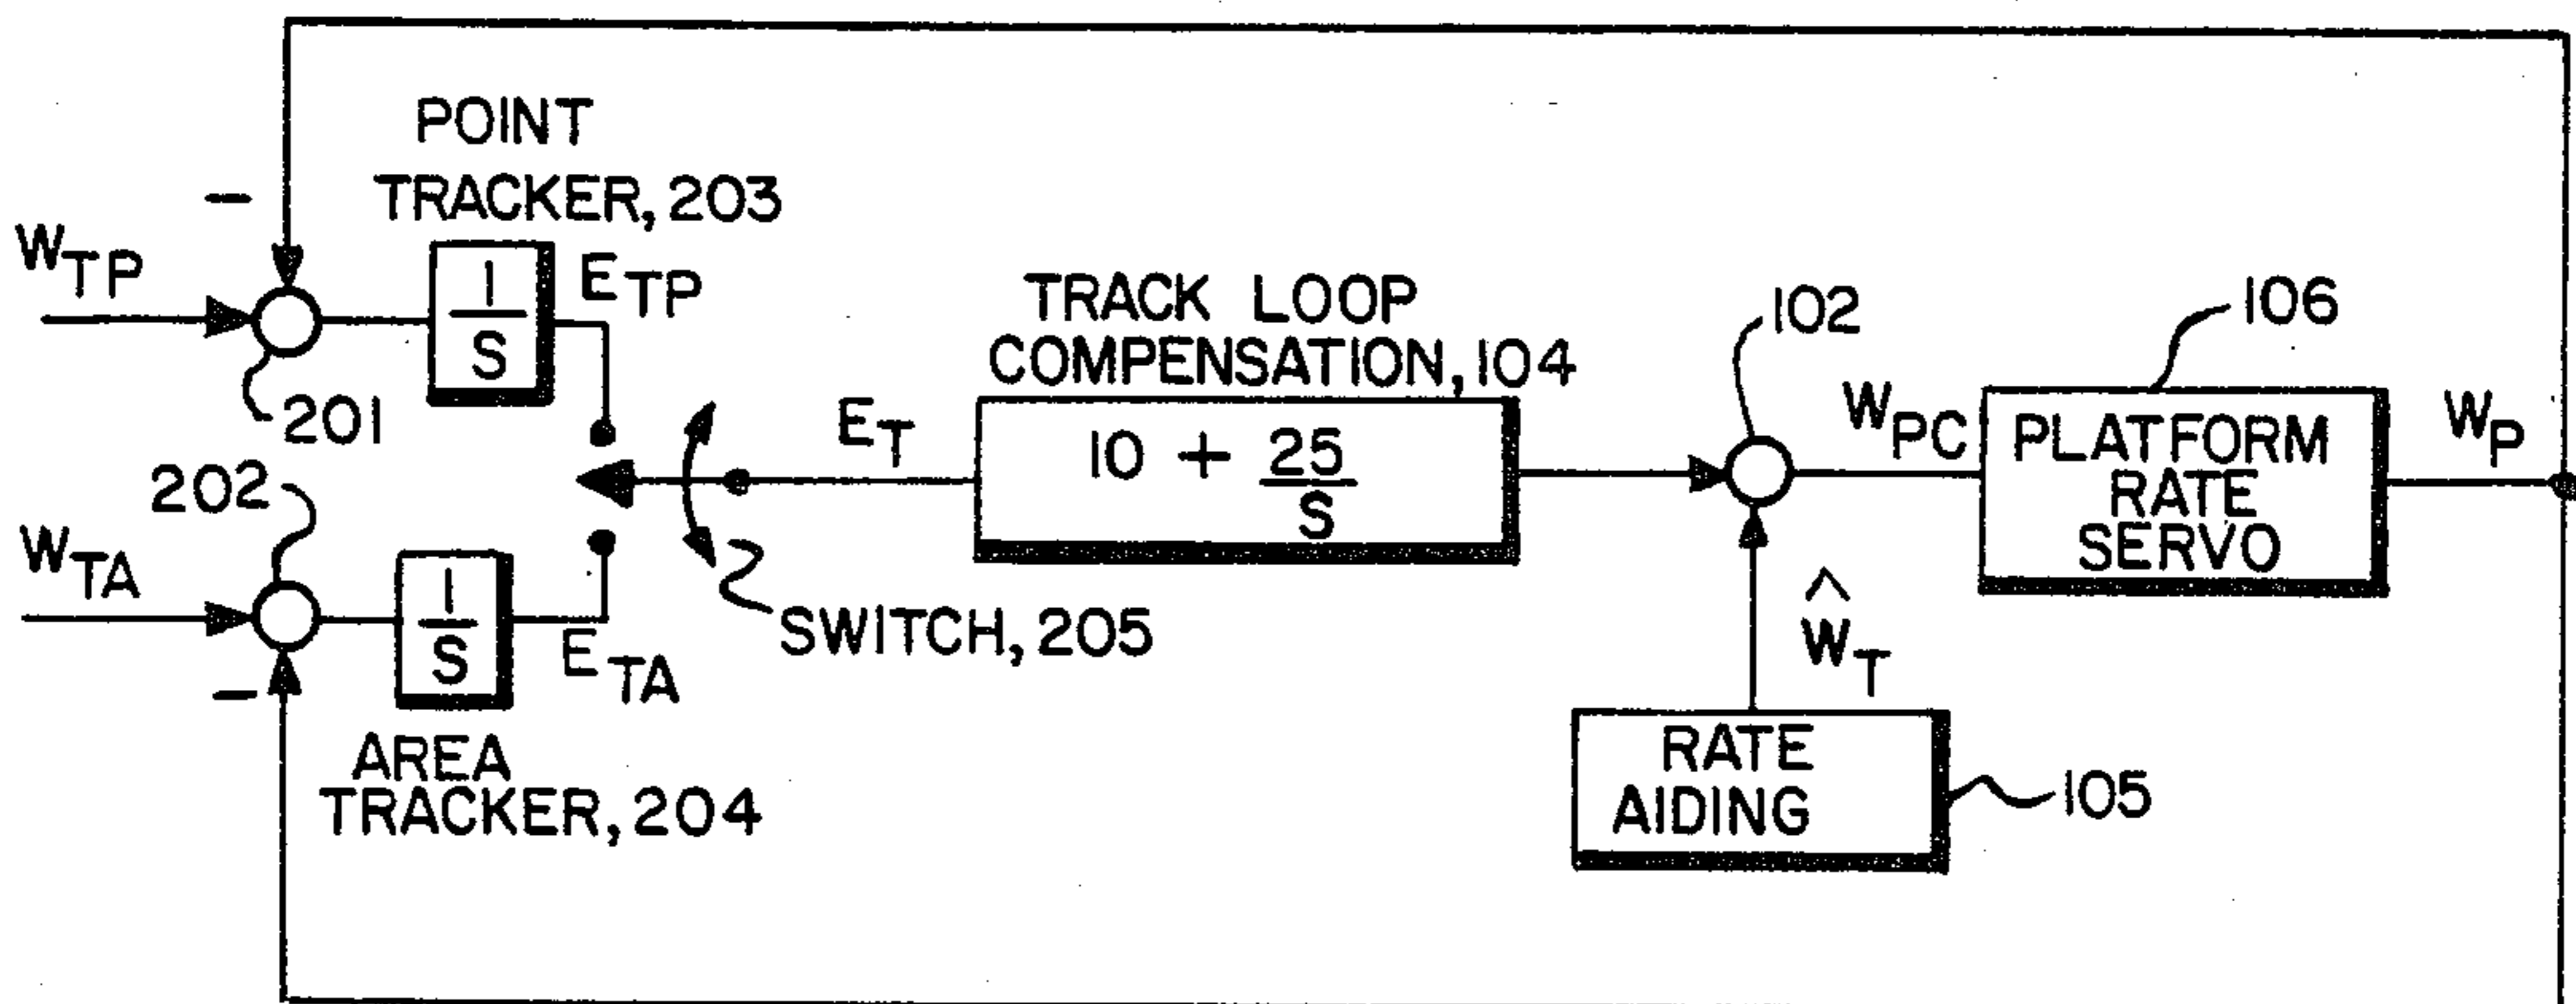 POINT
TRACKER, 203
W_TP
−
1/S
E_TP
201
202
W_TA
−
1/S
E_TA
AREA
TRACKER, 204
SWITCH, 205
E_T
TRACK LOOP
COMPENSATION, 104
10 + 25/S
102
W_PC
106
PLATFORM
RATE
SERVO
W_P
Ŵ_T
RATE
AIDING
105